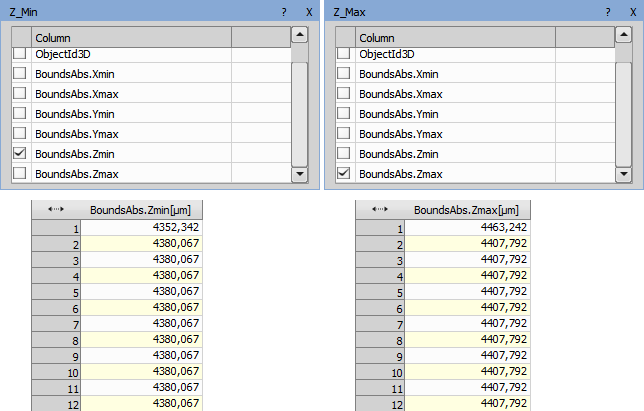 Z_Min ? X
Column
ObjectId3D
BoundsAbs.Xmin
BoundsAbs.Xmax
BoundsAbs.Ymin
BoundsAbs.Ymax
BoundsAbs.Zmin
BoundsAbs.Zmax
Z_Max ? X
Column
ObjectId3D
BoundsAbs.Xmin
BoundsAbs.Xmax
BoundsAbs.Ymin
BoundsAbs.Ymax
BoundsAbs.Zmin
BoundsAbs.Zmax
BoundsAbs.Zmin[µm]
1 4352,342
2 4380,067
3 4380,067
4 4380,067
5 4380,067
6 4380,067
7 4380,067
8 4380,067
9 4380,067
10 4380,067
11 4380,067
12 4380,067
BoundsAbs.Zmax[µm]
1 4463,242
2 4407,792
3 4407,792
4 4407,792
5 4407,792
6 4407,792
7 4407,792
8 4407,792
9 4407,792
10 4407,792
11 4407,792
12 4407,792